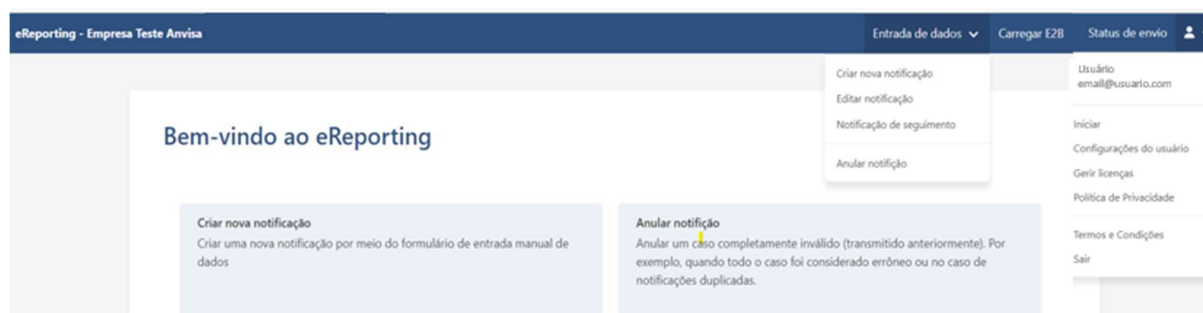 eReporting - Empresa Teste Anvisa
Entrada de dados
Carregar E2B
Status de envio
Criar nova notificação
Editar notificação
Notificação de seguimento
Anular notifição
Usuário
email@usuario.com
Iniciar
Configurações do usuário
Gerir licenças
Política de Privacidade
Termos e Condições
Sair
Bem-vindo ao eReporting
Criar nova notificação
Criar uma nova notificação por meio do formulário de entrada manual de
dados
Anular notifição
Anular um caso completamente inválido (transmitido anteriormente). Por
exemplo, quando todo o caso foi considerado errôneo ou no caso de
notificações duplicadas.